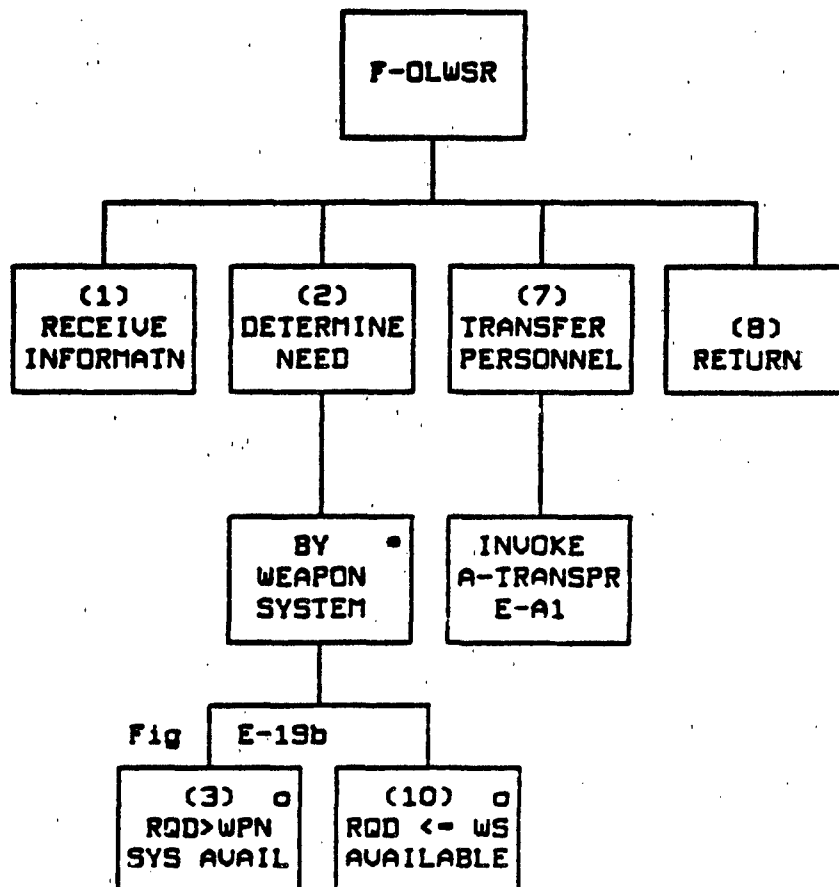 F-OLWSR
(1)
RECEIVE
INFORMATN
(2)
DETERMINE
NEED
(7)
TRANSFER
PERSONNEL
(8)
RETURN
BY *
WEAPON
SYSTEM
INVOKE
A-TRANSPR
E-A1
Fig E-19b
(3) o
RQD>WPN
SYS AVAIL
(10) o
RQD <= WS
AVAILABLE